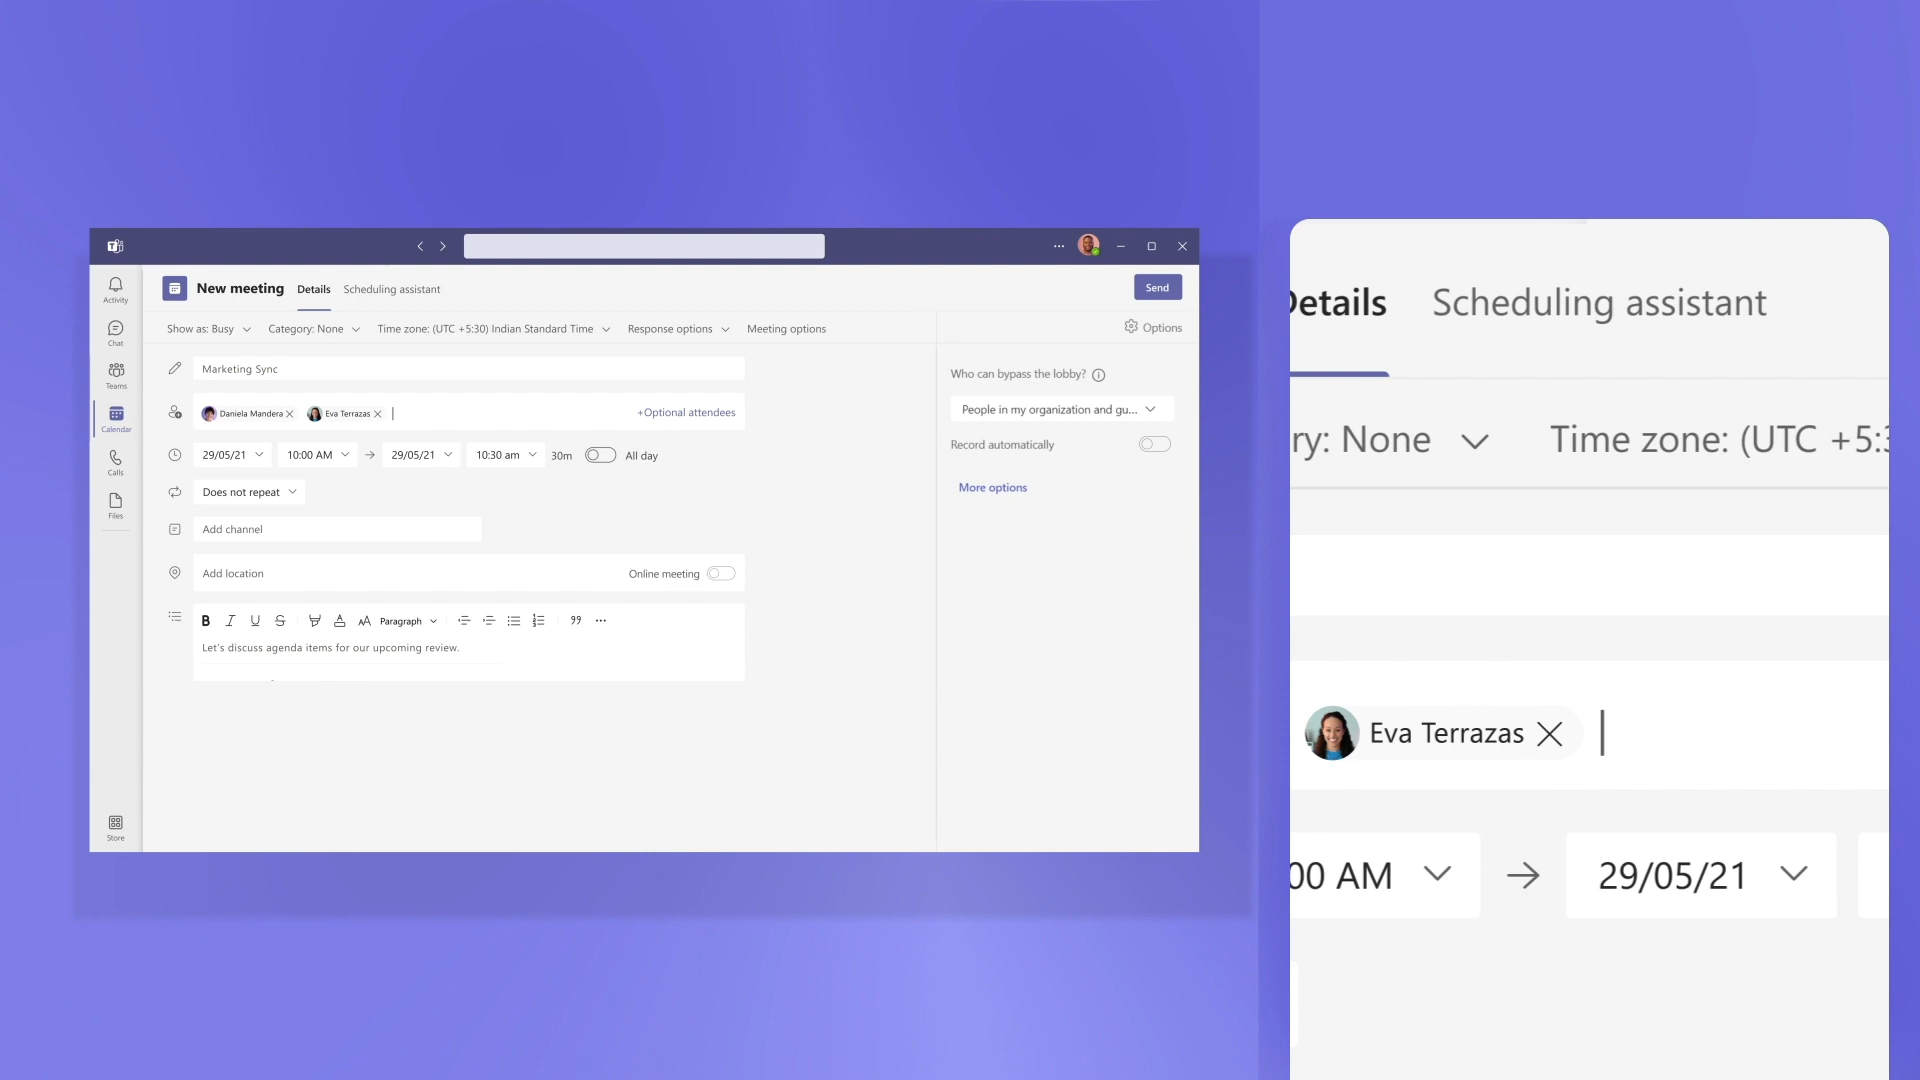 Activity
Chat
Teams
Calendar
Calls
Files
Store
New meeting Details Scheduling assistant Send
Show as: Busy Category: None Time zone: (UTC +5:30) Indian Standard Time Response options Meeting options Options
Marketing Sync
Daniela Mandera Eva Terrazas +Optional attendees
29/05/21 10:00 AM → 29/05/21 10:30 am 30m All day
Does not repeat
Add channel
Add location Online meeting
B I U S A AA Paragraph 99 ...
Let's discuss agenda items for our upcoming review.
Who can bypass the lobby?
People in my organization and gu...
Record automatically
More options
Details Scheduling assistant
ry: None Time zone: (UTC +5:3
Eva Terrazas
00 AM → 29/05/21